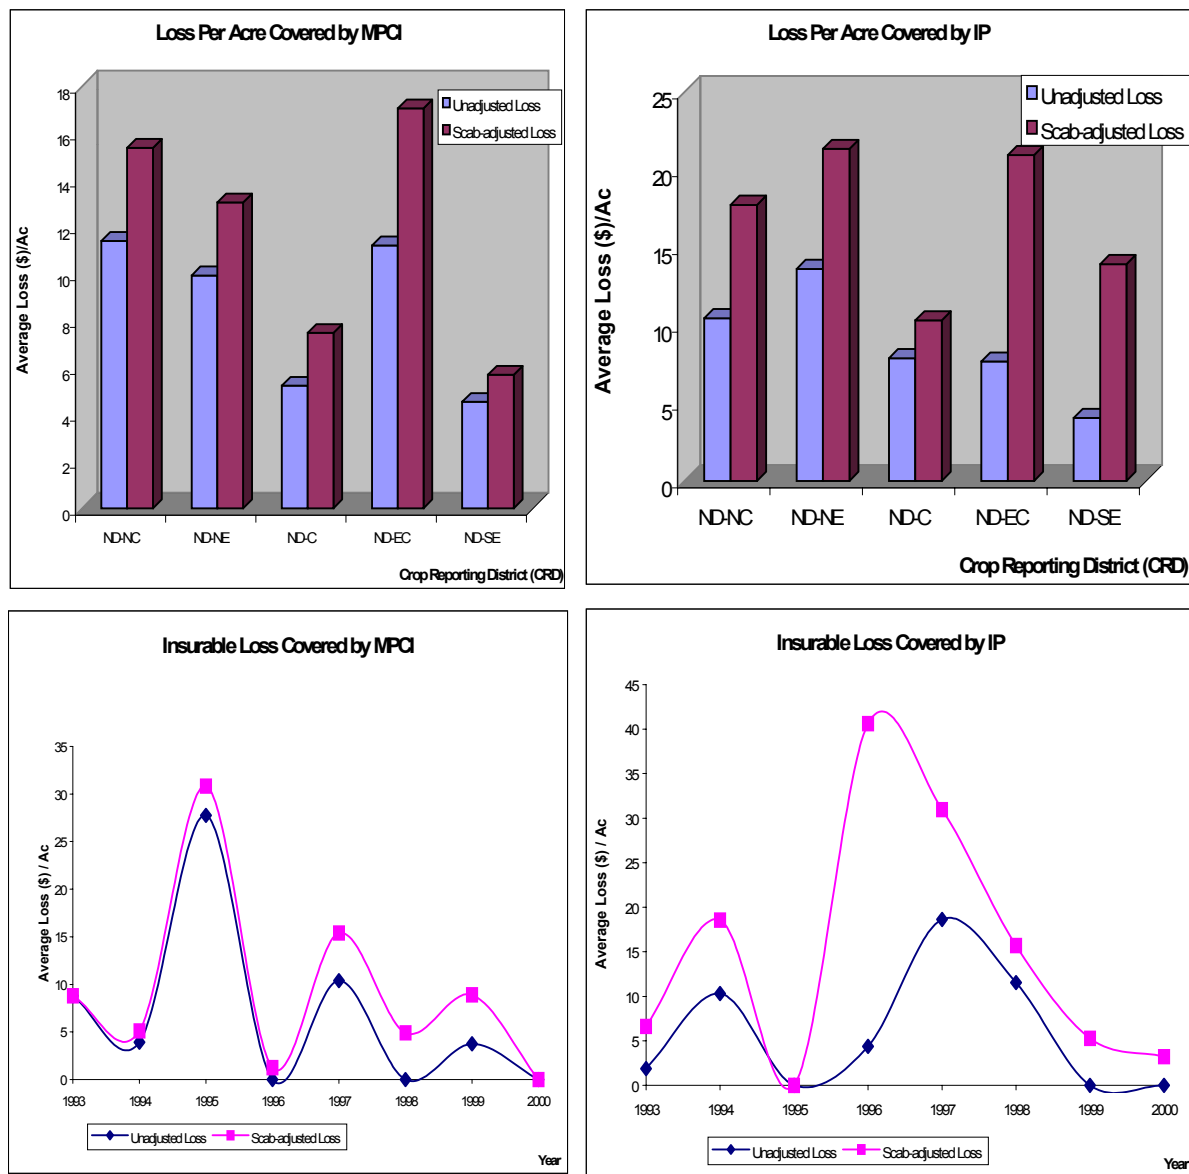 Loss Per Acre Covered by MPCI
Average Loss ($)/Ac
18
16
14
12
10
8
6
4
2
0
Unadjusted Loss
Scab-adjusted Loss
ND-NC ND-NE ND-C ND-EC ND-SE
Crop Reporting District (CRD)
Loss Per Acre Covered by IP
Average Loss ($)/Ac
25
20
15
10
5
0
Unadjusted Loss
Scab-adjusted Loss
ND-NC ND-NE ND-C ND-EC ND-SE
Crop Reporting District (CRD)
Insurable Loss Covered by MPCI
Average Loss ($) / Ac
35
30
25
20
15
10
5
0
1993 1994 1995 1996 1997 1998 1999 2000
Unadjusted Loss Scab-adjusted Loss
Year
Insurable Loss Covered by IP
Average Loss ($) / Ac
45
40
35
30
25
20
15
10
5
0
1993 1994 1995 1996 1997 1998 1999 2000
Unadjusted Loss Scab-adjusted Loss
Year